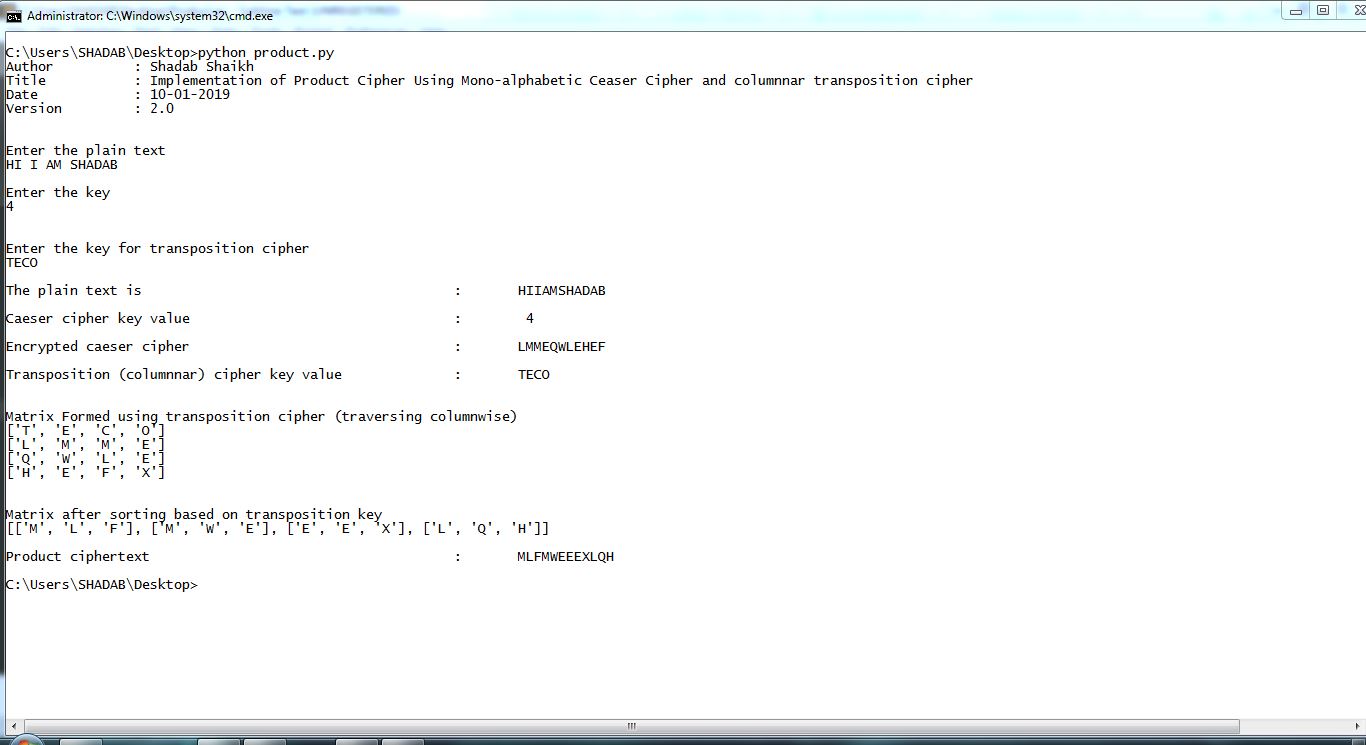 Administrator: C:\Windows\system32\cmd.exe
C:\Users\SHADAB\Desktop>python product.py
Author : Shadab Shaikh
Title : Implementation of Product Cipher Using Mono-alphabetic Ceaser Cipher and columnnar transposition cipher
Date : 10-01-2019
Version : 2.0
Enter the plain text
HI I AM SHADAB
Enter the key
4
Enter the key for transposition cipher
TECO
The plain text is : HIIAMSHADAB
Caeser cipher key value : 4
Encrypted caeser cipher : LMMEQWLEHEF
Transposition (columnnar) cipher key value : TECO
Matrix Formed using transposition cipher (traversing columnwise)
['T', 'E', 'C', 'O']
['L', 'M', 'M', 'E']
['Q', 'W', 'L', 'E']
['H', 'E', 'F', 'X']
Matrix after sorting based on transposition key
[['M', 'L', 'F'], ['M', 'W', 'E'], ['E', 'E', 'X'], ['L', 'Q', 'H']]
Product ciphertext : MLFMWEEEXLQH
C:\Users\SHADAB\Desktop>